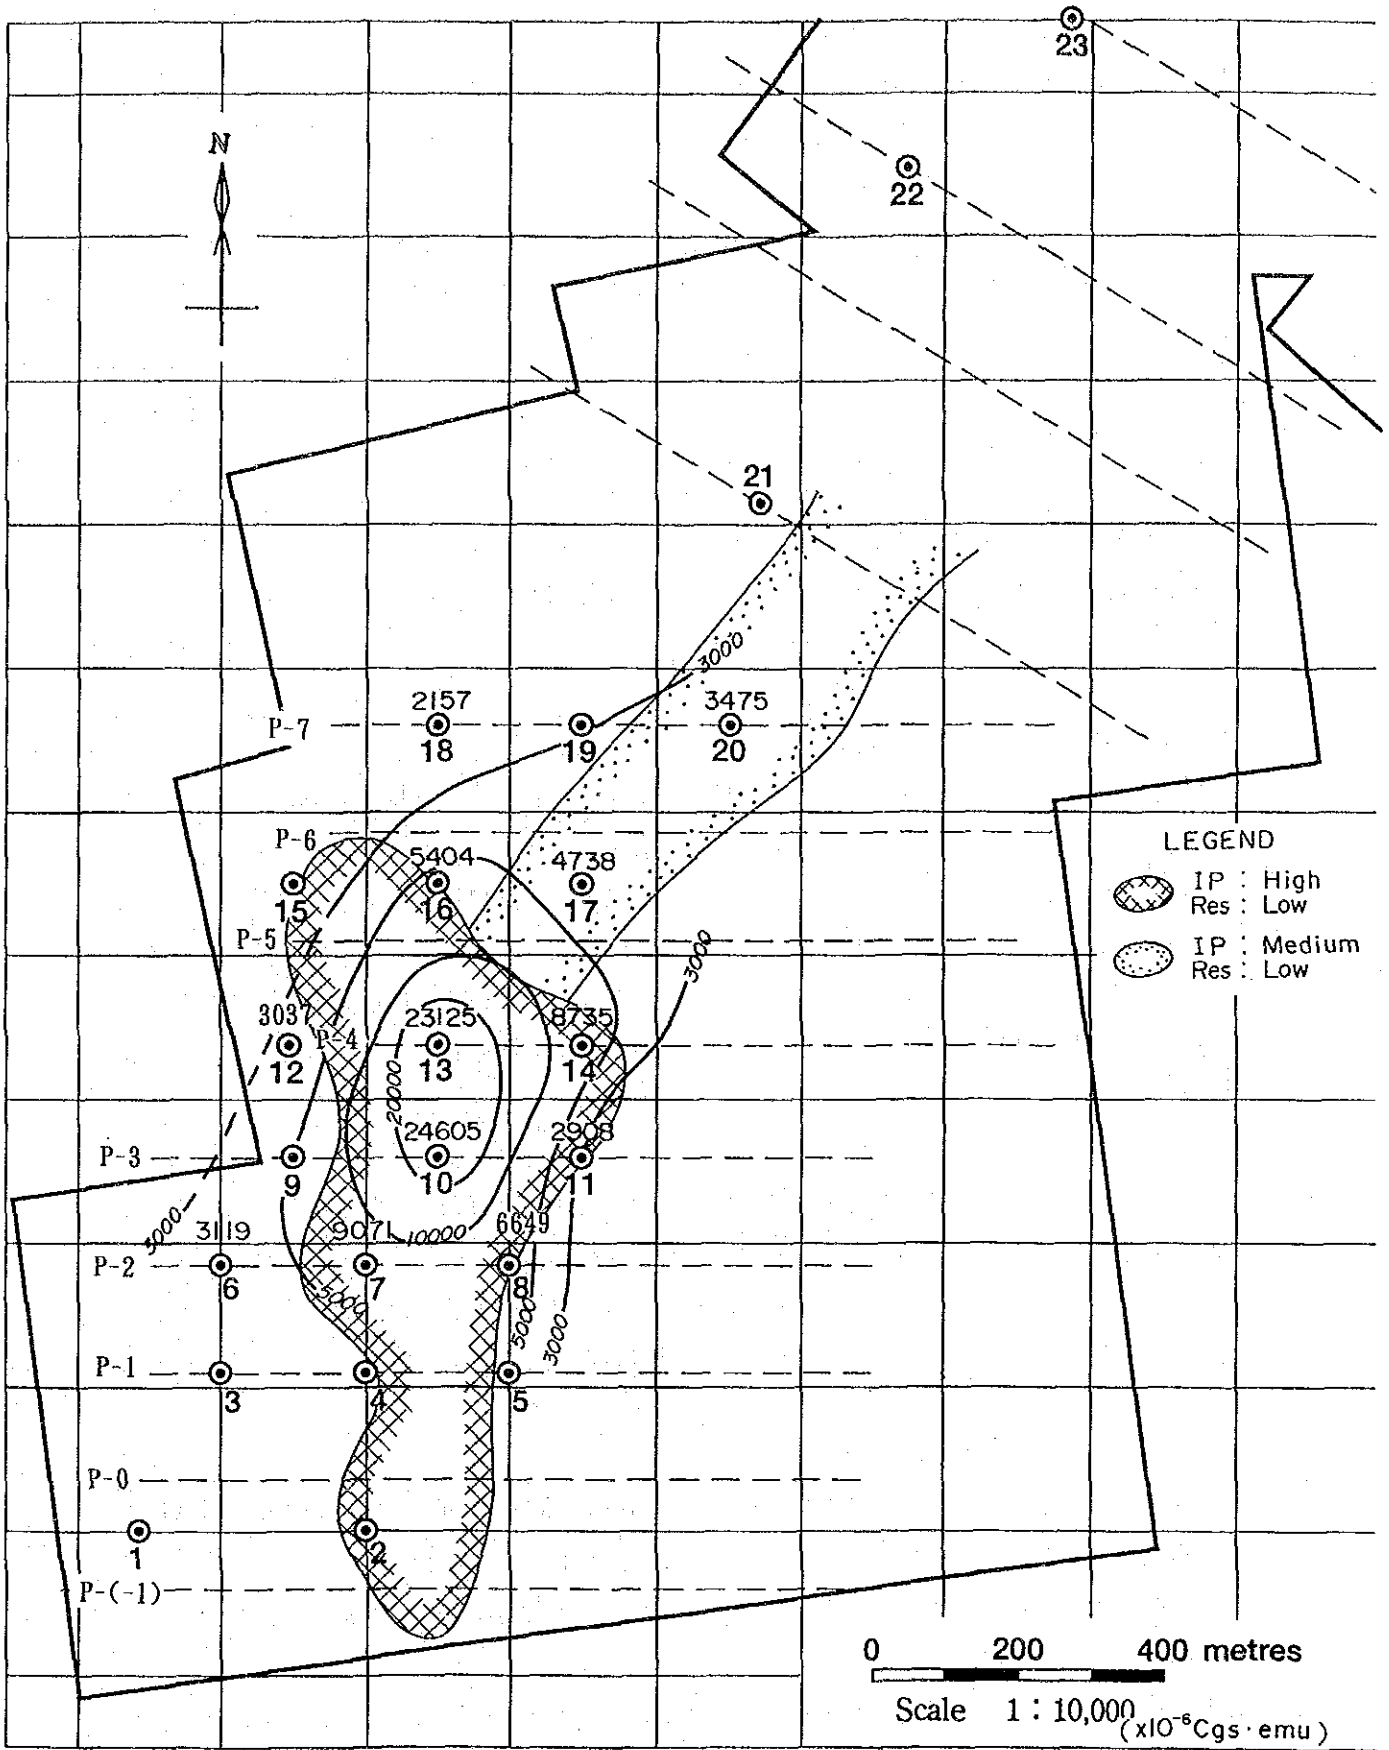 23
N
22
21
3000
2157
3475
P-7
18
19
20
LEGEND
P-6
5404
4738
IP : High
Res : Low
15
16
17
P-5
3000
IP : Medium
Res : Low
3037
P-4
23125
8735
12
13
14
20000
24605
2908
P-3
9
10
11
3000
3119
9071
10000
6649
P-2
6
7
8
5000
5000
3000
P-1
3
4
5
P-0
1
2
P-(-1)
0 200 400 metres
Scale 1 : 10,000
(x10⁻⁶Cgs·emu)